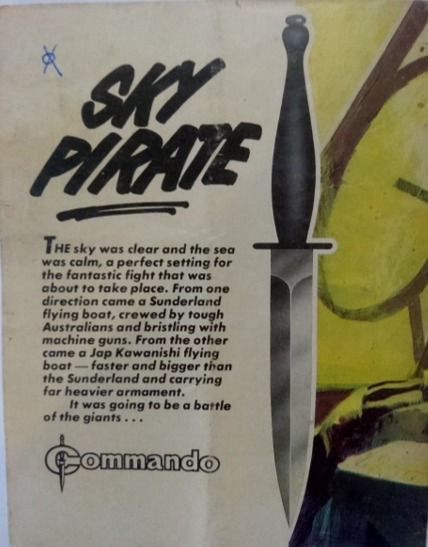 SKY
PIRATE
THE sky was clear and the sea
was calm, a perfect setting for
the fantastic fight that was
about to take place. From one
direction came a Sunderland
flying boat, crewed by tough
Australians and bristling with
machine guns. From the other
came a Jap Kawanishi flying
boat — faster and bigger than
the Sunderland and carrying
far heavier armament.
It was going to be a battle
of the giants . . .
Commando